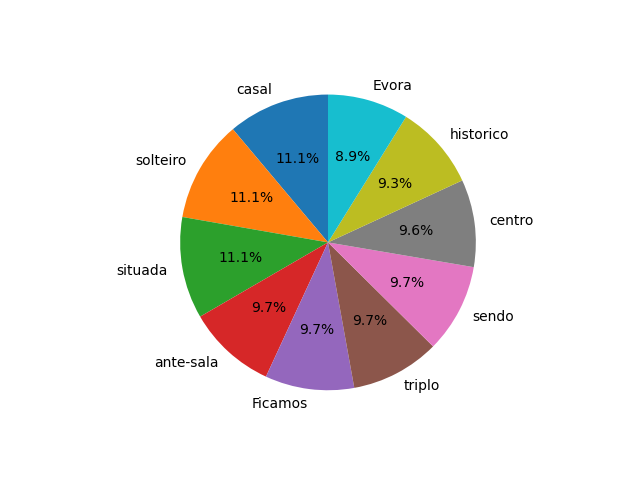 Evora
casal
historico
solteiro
8.9%
11.1%
9.3%
11.1%
centro
9.6%
11.1%
situada
9.7%
sendo
9.7%
9.7%
9.7%
ante-sala
triplo
Ficamos